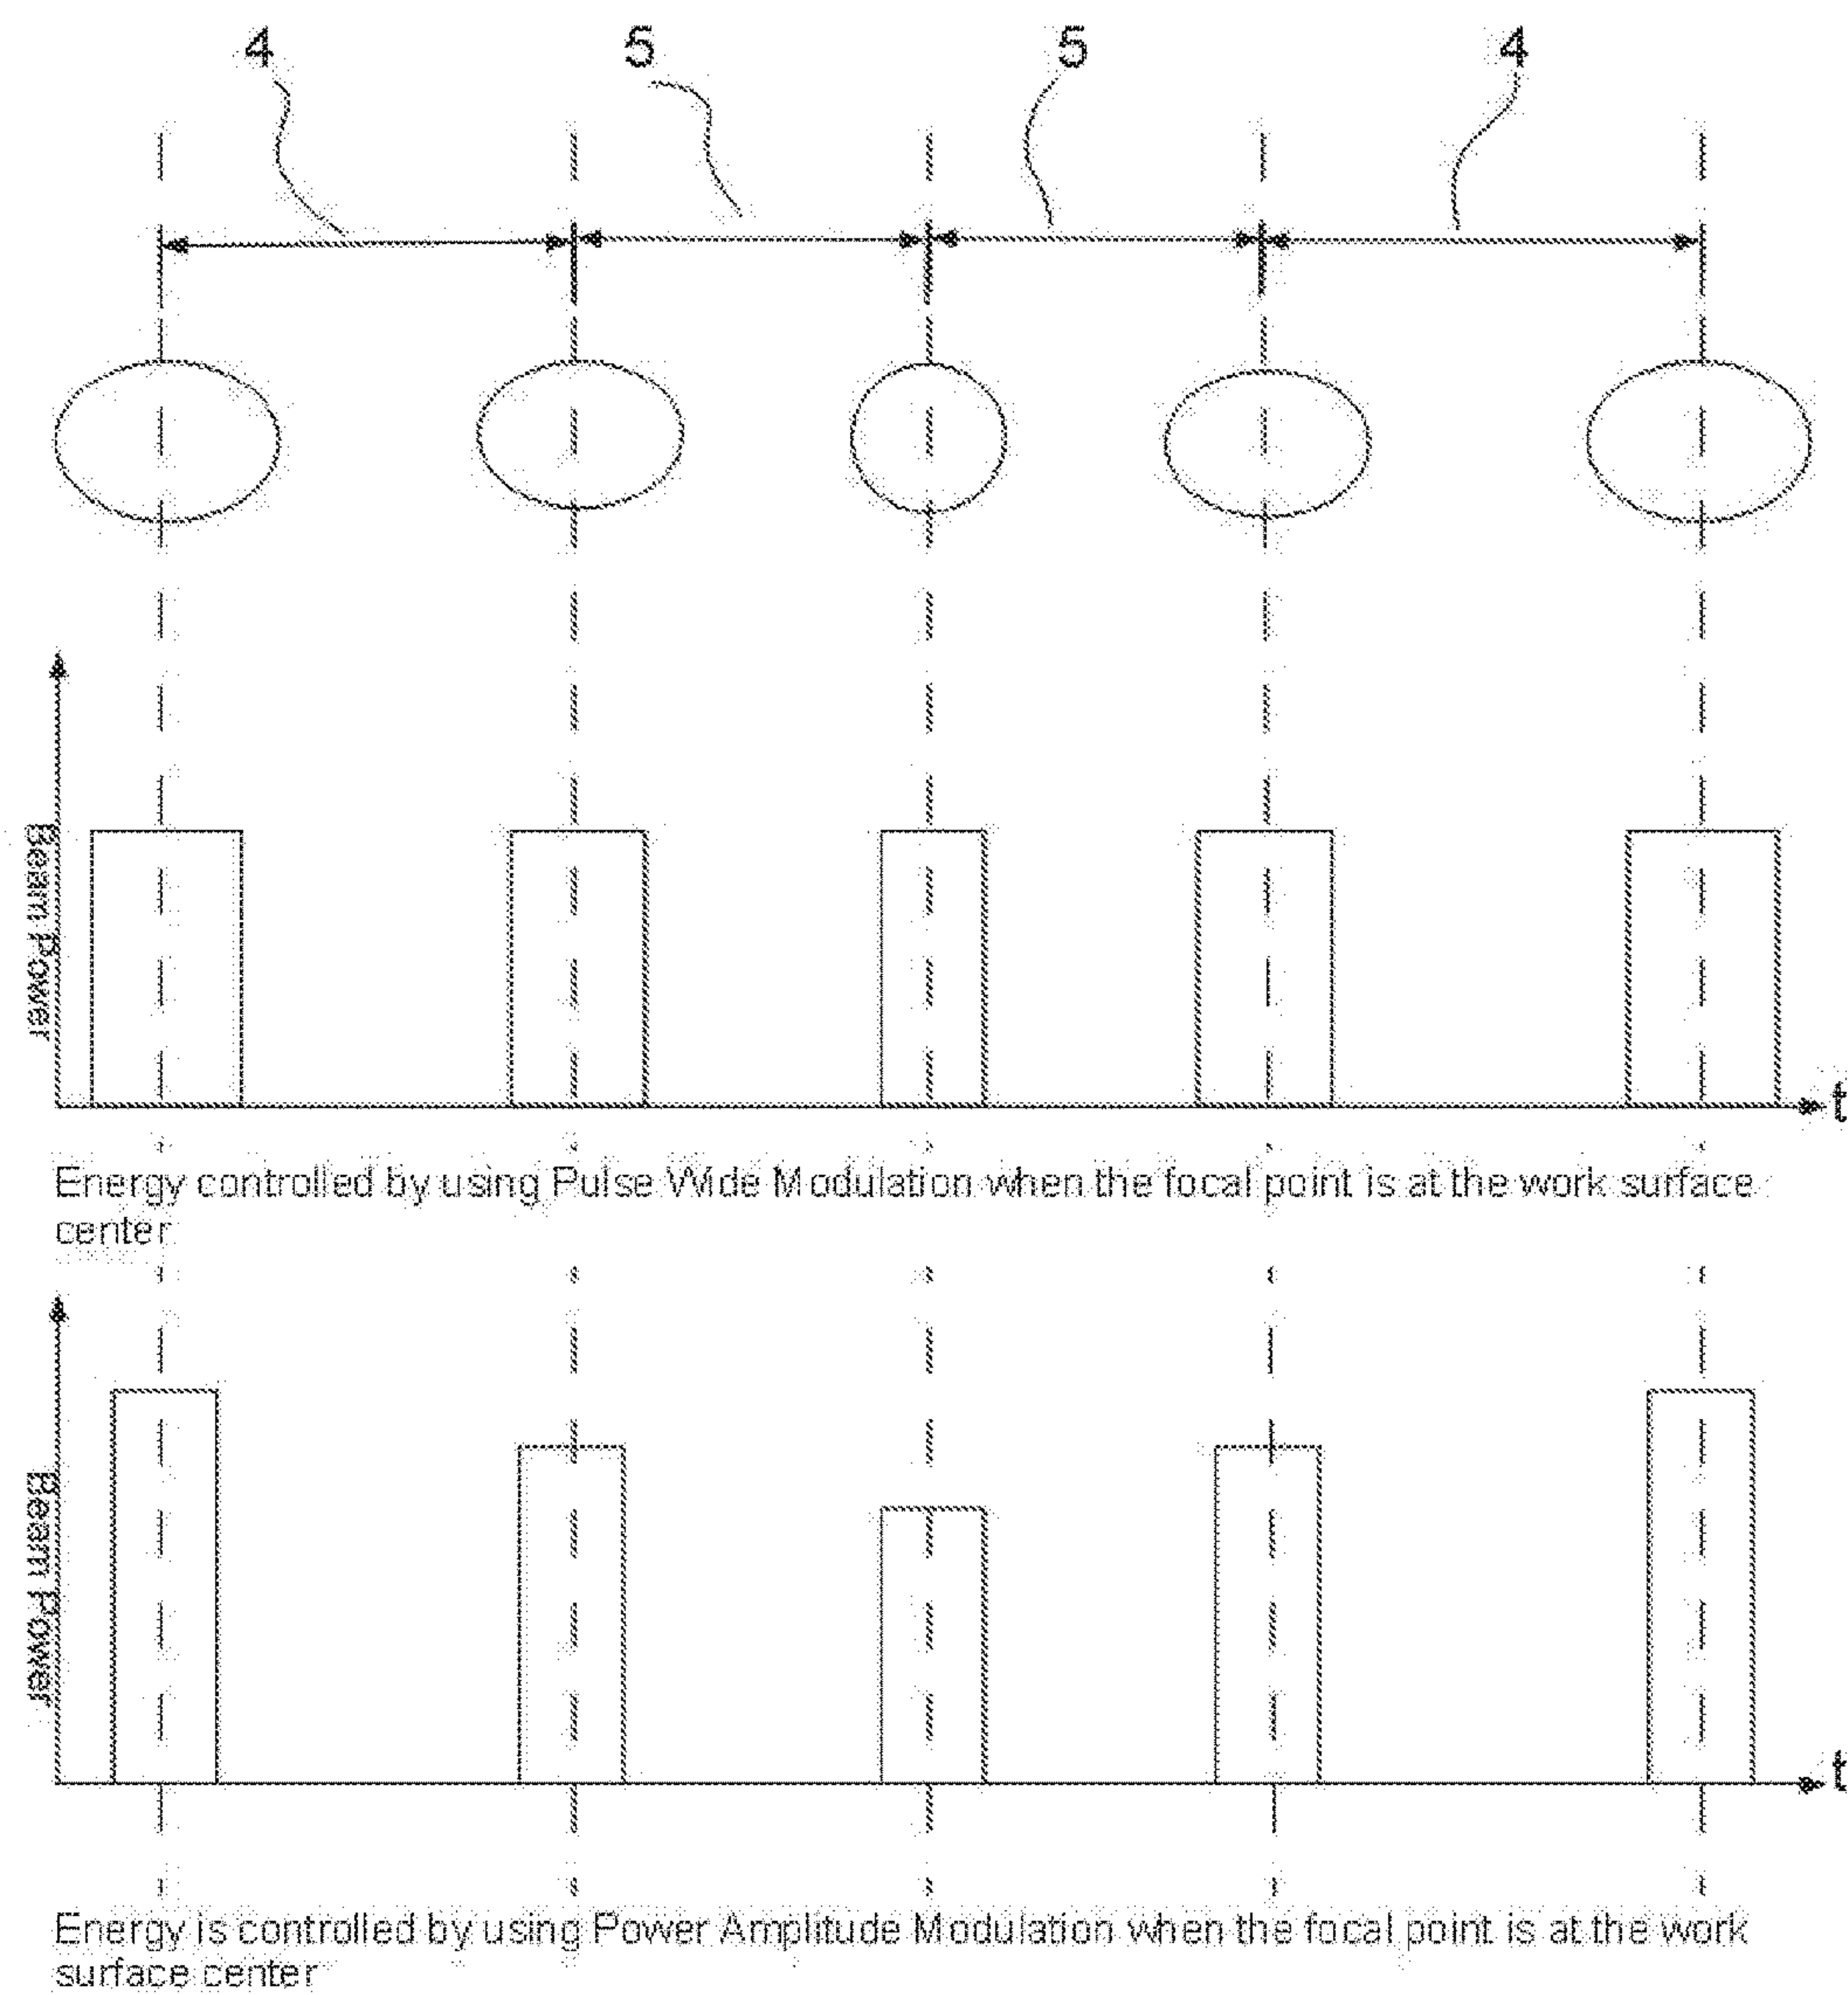 4 5 5 4
Beam Power
t
Energy controlled by using Pulse Wide Modulation when the focal point is at the work surface
center
Beam Power
t
Energy is controlled by using Power Amplitude Modulation when the focal point is at the work
surface center